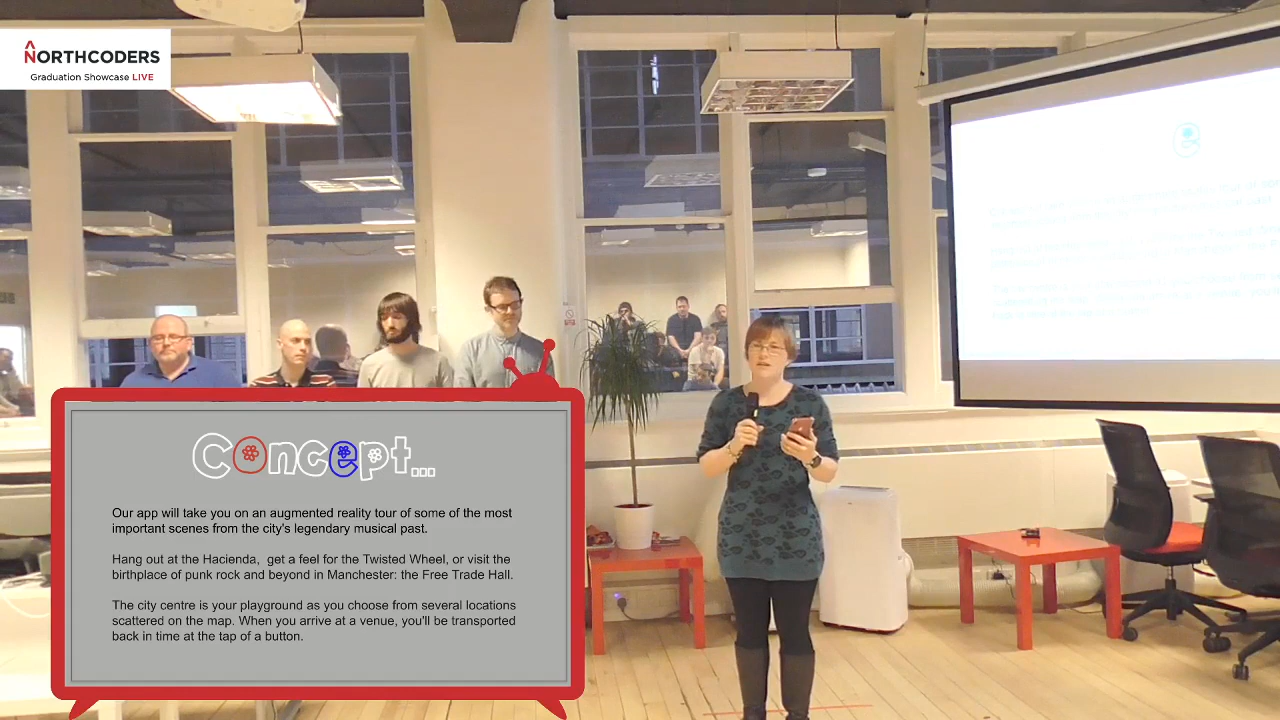 NORTHCODERS
Graduation Showcase LIVE
Concept...
Our app will take you on an augmented reality tour of some of the most
important scenes from the city's legendary musical past.
Hang out at the Hacienda, get a feel for the Twisted Wheel, or visit the
birthplace of punk rock and beyond in Manchester: the Free Trade Hall.
The city centre is your playground as you choose from several locations
scattered on the map. When you arrive at a venue, you'll be transported
back in time at the tap of a button.